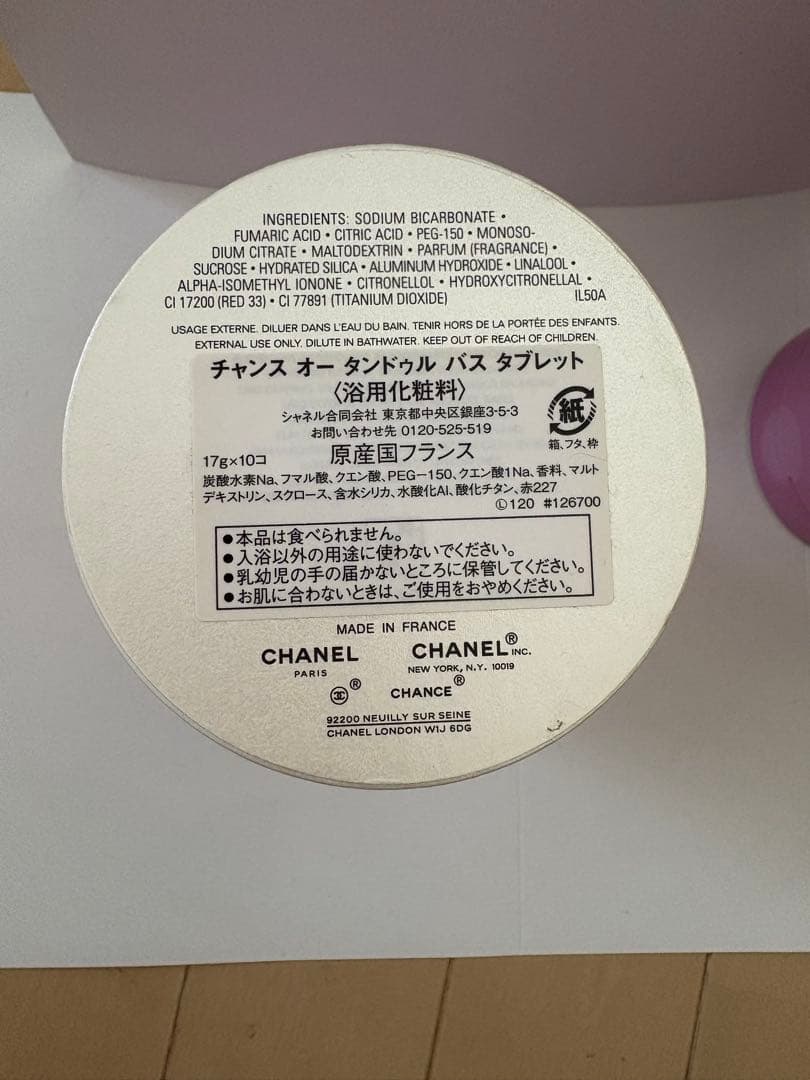 INGREDIENTS: SODIUM BICARBONATE •
FUMARIC ACID • CITRIC ACID • PEG-150 • MONOSO-
DIUM CITRATE • MALTODEXTRIN • PARFUM (FRAGRANCE) •
SUCROSE • HYDRATED SILICA • ALUMINUM HYDROXIDE • LINALOOL •
ALPHA-ISOMETHYL IONONE • CITRONELLOL • HYDROXYCITRONELLAL •
CI 17200 (RED 33) • CI 77891 (TITANIUM DIOXIDE) IL50A
USAGE EXTERNE. DILUER DANS L'EAU DU BAIN. TENIR HORS DE LA PORTÉE DES ENFANTS.
EXTERNAL USE ONLY. DILUTE IN BATHWATER. KEEP OUT OF REACH OF CHILDREN.
チャンス オー タンドゥル バス タブレット
〈浴用化粧料〉
シャネル合同会社 東京都中央区銀座3-5-3
お問い合わせ先 0120-525-519
紙
箱、フタ、枠
17g×10コ 原産国フランス
炭酸水素Na、フマル酸、クエン酸、PEG-150、クエン酸1Na、香料、マルト
デキストリン、スクロース、含水シリカ、水酸化Al、酸化チタン、赤227
Ⓛ120 #126700
●本品は食べられません。
●入浴以外の用途に使わないでください。
●乳幼児の手の届かないところに保管してください。
●お肌に合わないときは、ご使用をおやめください。
MADE IN FRANCE
CHANEL CHANEL® INC.
PARIS NEW YORK, N.Y. 10019
® CHANCE®
92200 NEUILLY SUR SEINE
CHANEL LONDON W1J 6DG